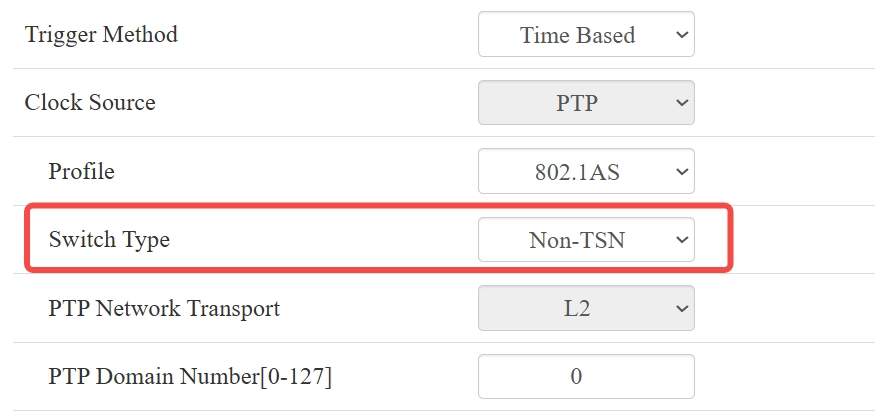 Trigger Method Time Based
Clock Source PTP
Profile 802.1AS
Switch Type Non-TSN
PTP Network Transport L2
PTP Domain Number[0-127] 0